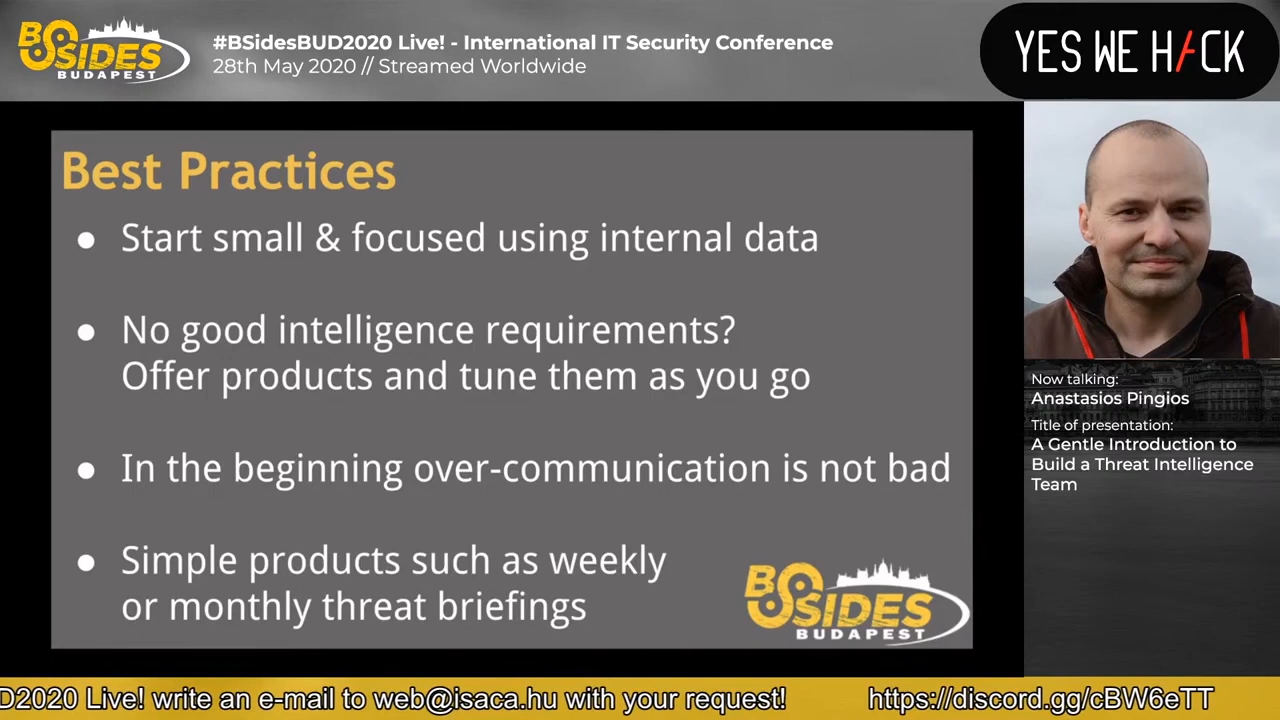 BSIDES
BUDAPEST
#BSidesBUD2020 Live! - International IT Security Conference
28th May 2020 // Streamed Worldwide
YES WE H/CK
Best Practices
● Start small & focused using internal data
● No good intelligence requirements?
Offer products and tune them as you go
● In the beginning over-communication is not bad
● Simple products such as weekly
or monthly threat briefings
BSIDES
BUDAPEST
Now talking:
Anastasios Pingios
Title of presentation:
A Gentle Introduction to
Build a Threat Intelligence
Team
D2020 Live! write an e-mail to web@isaca.hu with your request! https://discord.gg/cBW6eTT